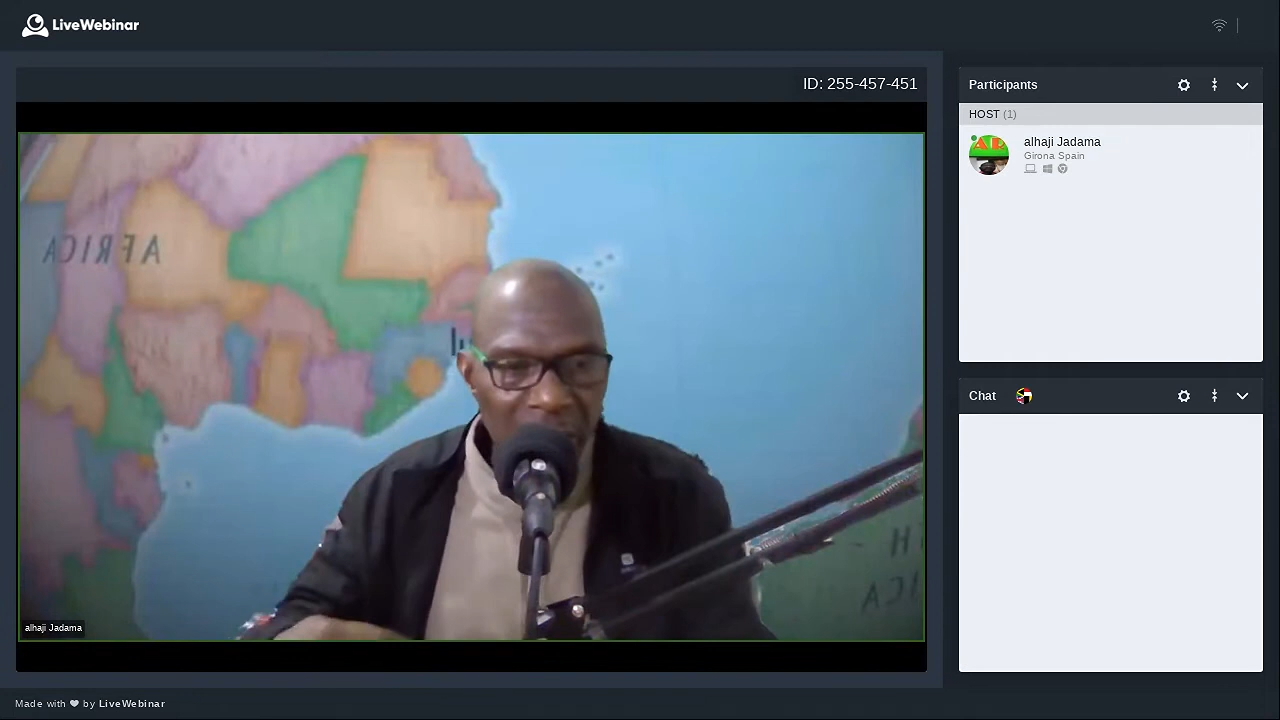 LiveWebinar
ID: 255-457-451
Participants
HOST (1)
alhaji Jadama
Girona Spain
AFRICA
Chat
alhaji Jadama
Made with ♥ by LiveWebinar